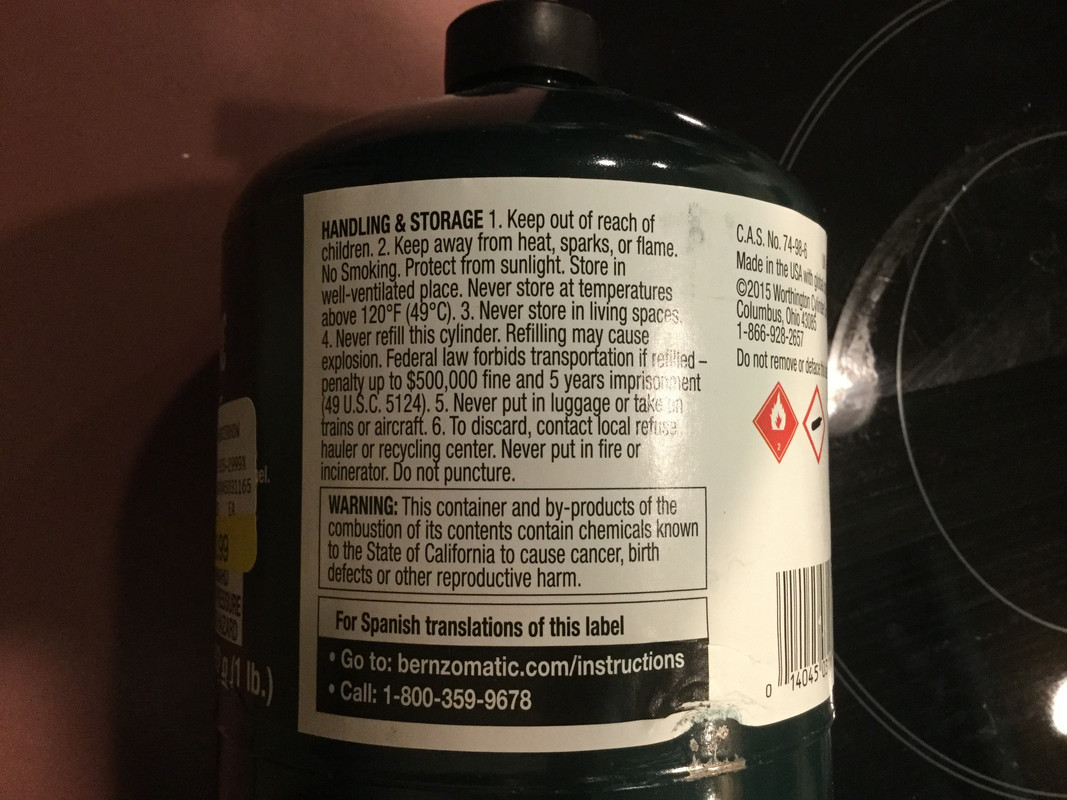 HANDLING & STORAGE 1. Keep out of reach of
children. 2. Keep away from heat, sparks, or flame.
No Smoking. Protect from sunlight. Store in
well-ventilated place. Never store at temperatures
above 120°F (49°C). 3. Never store in living spaces.
4. Never refill this cylinder. Refilling may cause
explosion. Federal law forbids transportation if refilled –
penalty up to $500,000 fine and 5 years imprisonment
(49 U.S.C. 5124). 5. Never put in luggage or take on
trains or aircraft. 6. To discard, contact local refuse
hauler or recycling center. Never put in fire or
incinerator. Do not puncture.
WARNING: This container and by-products of the
combustion of its contents contain chemicals known
to the State of California to cause cancer, birth
defects or other reproductive harm.
For Spanish translations of this label
• Go to: bernzomatic.com/instructions
• Call: 1-800-359-9678
C.A.S. No. 74-98-6
Made in the USA with
©2015 Worthington
Columbus, Ohio 43085
1-866-928-2657
Do not remove or deface
2
0 14045
EA
.99
g (1 lb.)